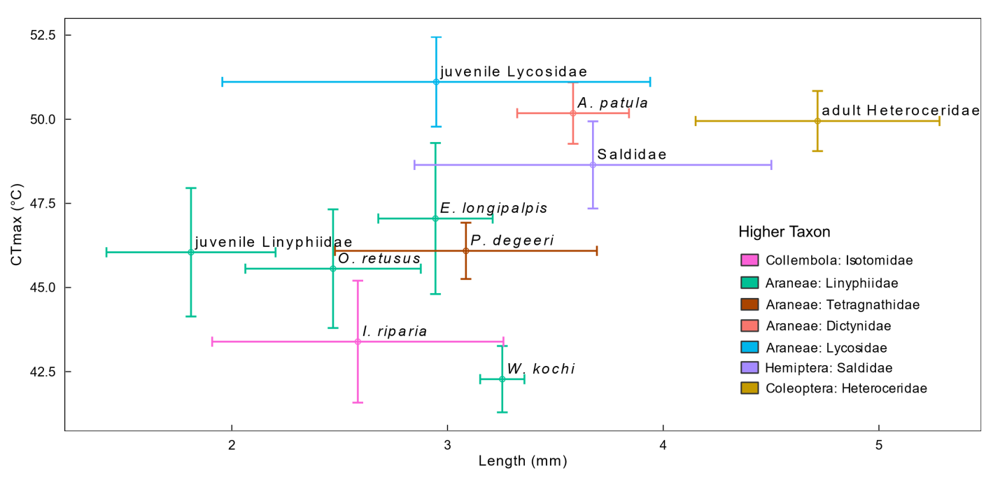 52.5
juvenile Lycosidae
A. patula
adult Heteroceridae
50.0
Saldidae
47.5
E. longipalpis
P. degeeri
juvenile Linyphiidae
O. retusus
45.0
I. riparia
W. kochi
42.5
CTmax (°C)
Higher Taxon
Collembola: Isotomidae
Araneae: Linyphiidae
Araneae: Tetragnathidae
Araneae: Dictynidae
Araneae: Lycosidae
Hemiptera: Saldidae
Coleoptera: Heteroceridae
2 3 4 5
Length (mm)